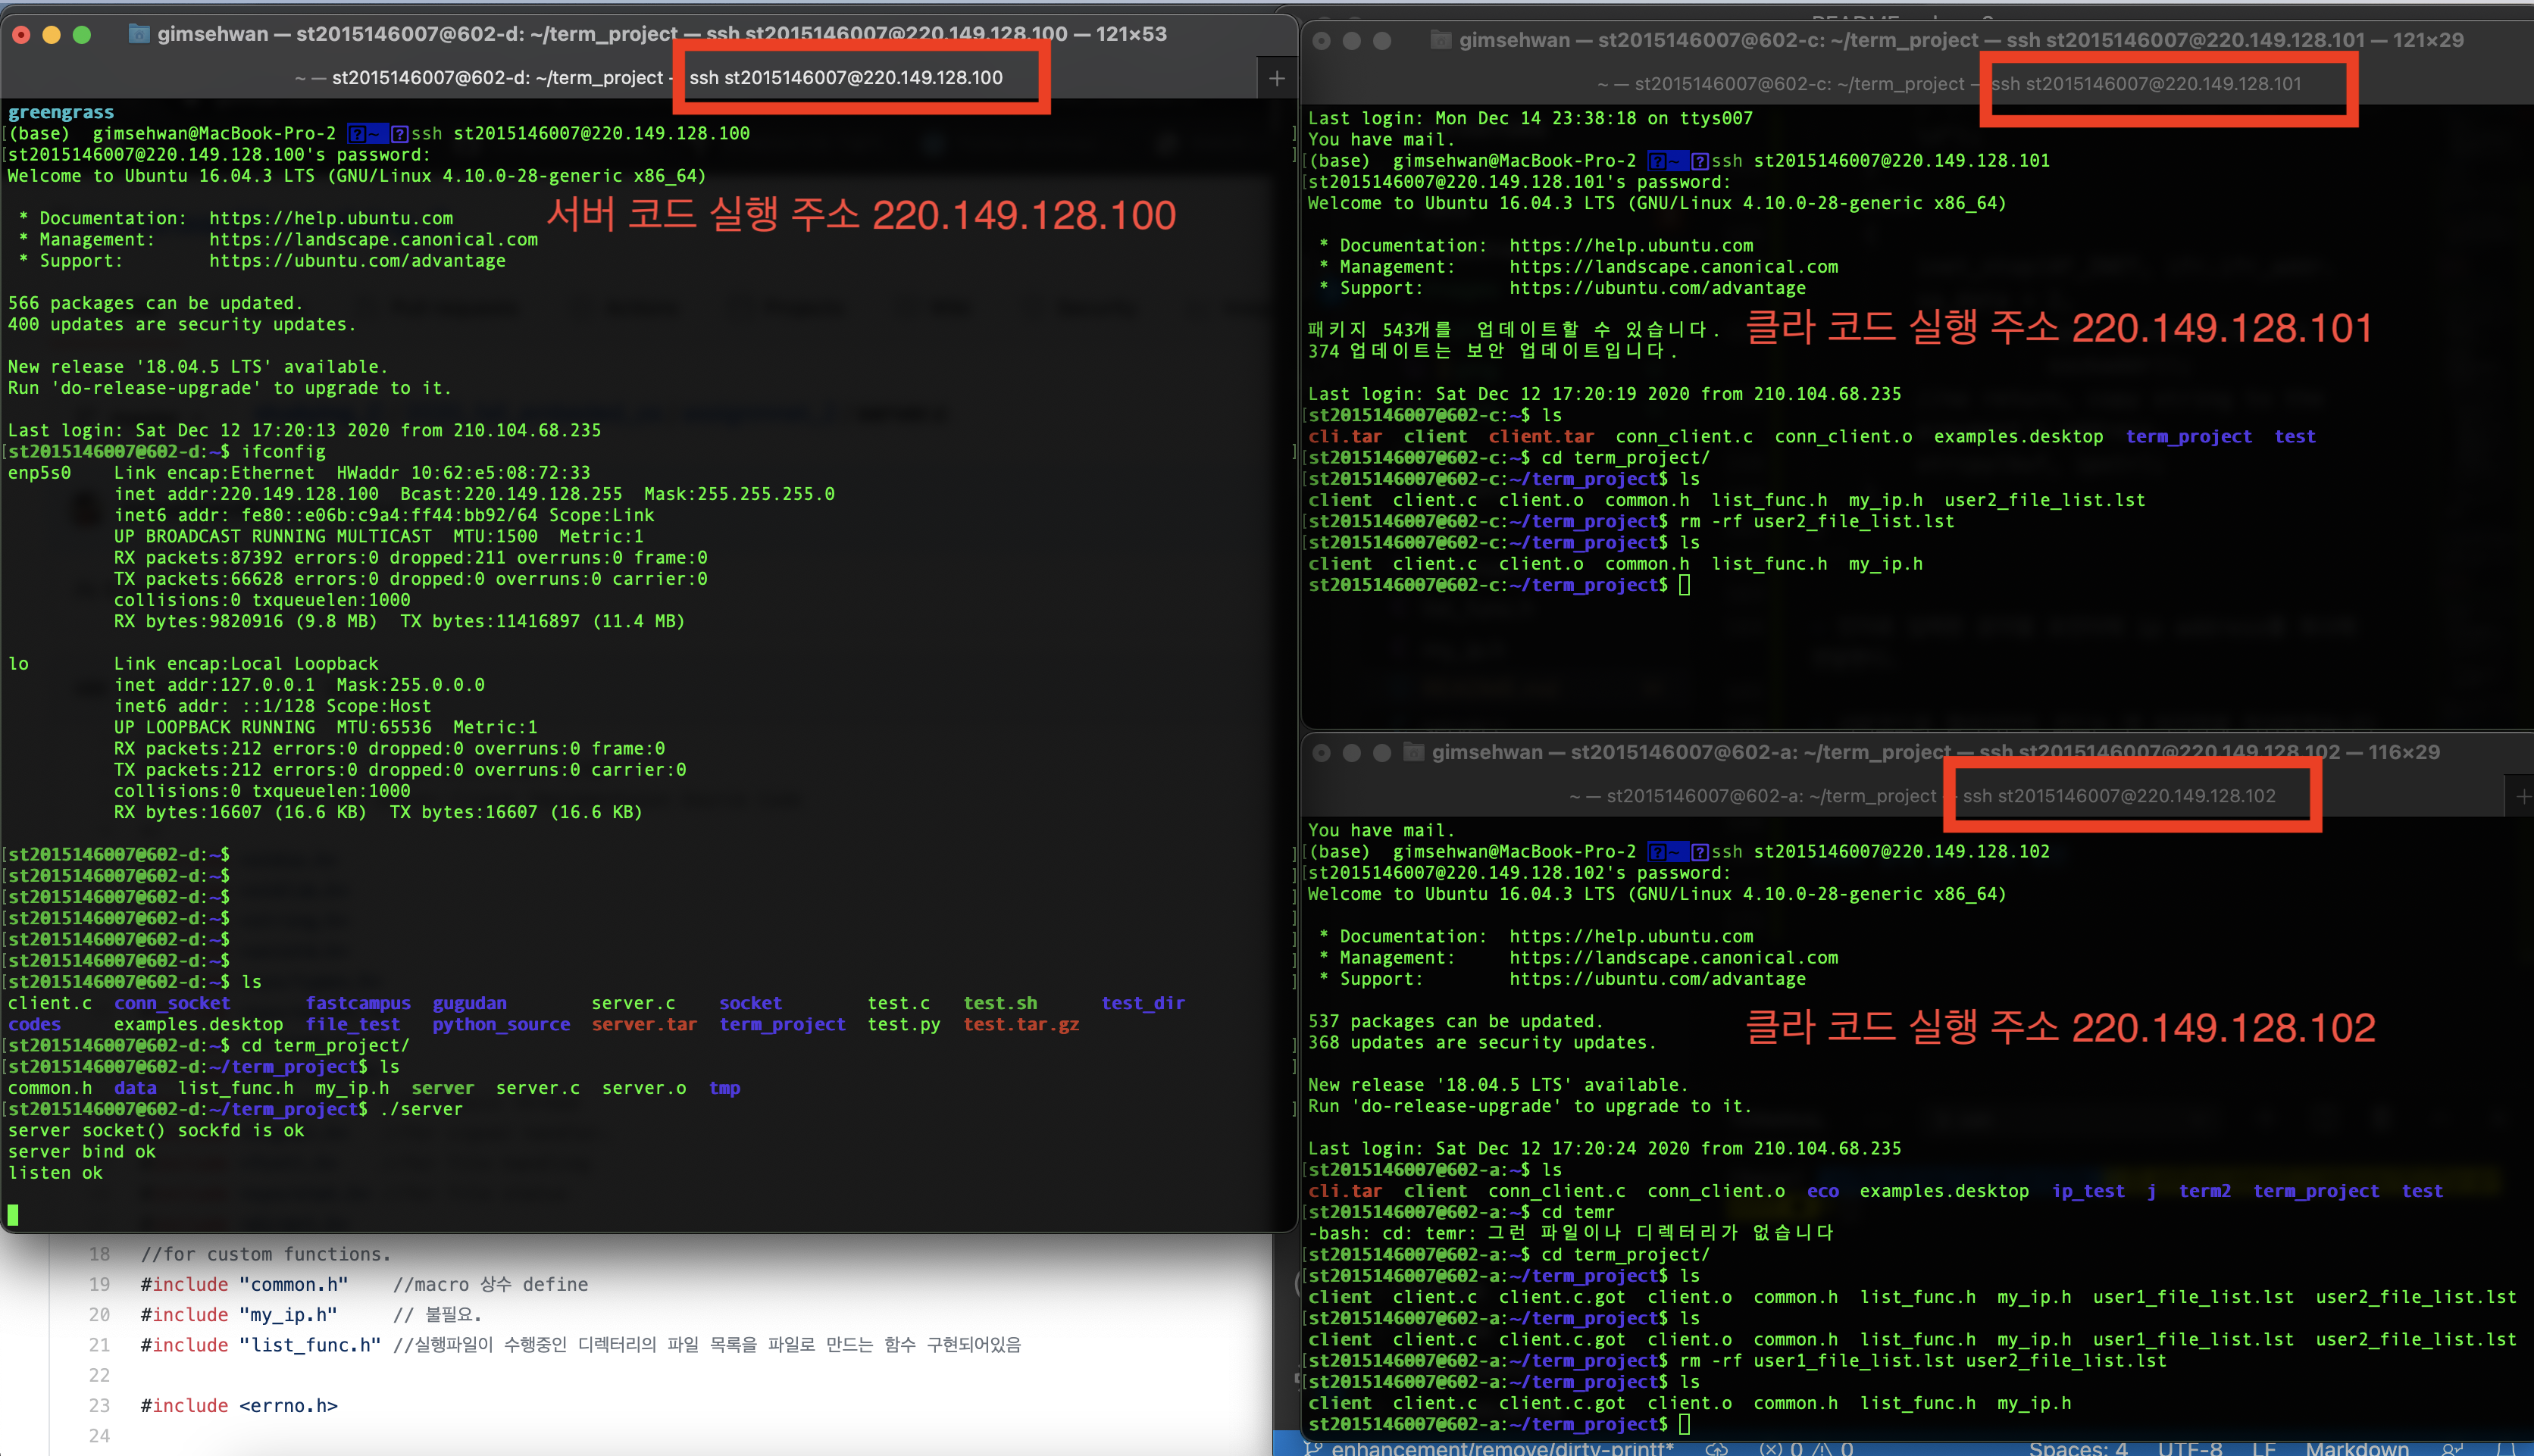 gimsehwan — st2015146007@602-d: ~/term_project — ssh st2015146007@220.149.128.100 — 121×53
~ — st2015146007@602-d: ~/term_project — ssh st2015146007@220.149.128.100
greengrass
(base)  gimsehwan@MacBook-Pro-2 ~ ssh st2015146007@220.149.128.100
st2015146007@220.149.128.100's password:
Welcome to Ubuntu 16.04.3 LTS (GNU/Linux 4.10.0-28-generic x86_64)
서버 코드 실행 주소 220.149.128.100
* Documentation:  https://help.ubuntu.com
* Management:     https://landscape.canonical.com
* Support:        https://ubuntu.com/advantage
566 packages can be updated.
400 updates are security updates.
New release '18.04.5 LTS' available.
Run 'do-release-upgrade' to upgrade to it.
Last login: Sat Dec 12 17:20:13 2020 from 210.104.68.235
st2015146007@602-d:~$ ifconfig
enp5s0    Link encap:Ethernet  HWaddr 10:62:e5:08:72:33
inet addr:220.149.128.100  Bcast:220.149.128.255  Mask:255.255.255.0
inet6 addr: fe80::e06b:c9a4:ff44:bb92/64 Scope:Link
UP BROADCAST RUNNING MULTICAST  MTU:1500  Metric:1
RX packets:87392 errors:0 dropped:211 overruns:0 frame:0
TX packets:66628 errors:0 dropped:0 overruns:0 carrier:0
collisions:0 txqueuelen:1000
RX bytes:9820916 (9.8 MB)  TX bytes:11416897 (11.4 MB)
lo        Link encap:Local Loopback
inet addr:127.0.0.1  Mask:255.0.0.0
inet6 addr: ::1/128 Scope:Host
UP LOOPBACK RUNNING  MTU:65536  Metric:1
RX packets:212 errors:0 dropped:0 overruns:0 frame:0
TX packets:212 errors:0 dropped:0 overruns:0 carrier:0
collisions:0 txqueuelen:1000
RX bytes:16607 (16.6 KB)  TX bytes:16607 (16.6 KB)
st2015146007@602-d:~$
st2015146007@602-d:~$
st2015146007@602-d:~$
st2015146007@602-d:~$
st2015146007@602-d:~$
st2015146007@602-d:~$
st2015146007@602-d:~$ ls
client.c  conn_socket  fastcampus  gugudan  server.c  socket  test.c  test.sh  test_dir
codes  examples.desktop  file_test  python_source  server.tar  term_project  test.py  test.tar.gz
st2015146007@602-d:~$ cd term_project/
st2015146007@602-d:~/term_project$ ls
common.h  data  list_func.h  my_ip.h  server  server.c  server.o  tmp
st2015146007@602-d:~/term_project$ ./server
server socket() sockfd is ok
server bind ok
listen ok
18 //for custom functions.
19 #include "common.h"    //macro 상수 define
20 #include "my_ip.h"     // 불필요.
21 #include "list_func.h" //실행파일이 수행중인 디렉터리의 파일 목록을 파일로 만드는 함수 구현되어있음
22
23 #include <errno.h>
24
gimsehwan — st2015146007@602-c: ~/term_project — ssh st2015146007@220.149.128.101 — 121×29
~ — st2015146007@602-c: ~/term_project — ssh st2015146007@220.149.128.101
Last login: Mon Dec 14 23:38:18 on ttys007
You have mail.
(base)  gimsehwan@MacBook-Pro-2 ~ ssh st2015146007@220.149.128.101
st2015146007@220.149.128.101's password:
Welcome to Ubuntu 16.04.3 LTS (GNU/Linux 4.10.0-28-generic x86_64)
* Documentation:  https://help.ubuntu.com
* Management:     https://landscape.canonical.com
* Support:        https://ubuntu.com/advantage
패키지 543개를 업데이트할 수 있습니다.
클라 코드 실행 주소 220.149.128.101
374 업데이트는 보안 업데이트입니다.
Last login: Sat Dec 12 17:20:19 2020 from 210.104.68.235
st2015146007@602-c:~$ ls
cli.tar  client  client.tar  conn_client.c  conn_client.o  examples.desktop  term_project  test
st2015146007@602-c:~$ cd term_project/
st2015146007@602-c:~/term_project$ ls
client  client.c  client.o  common.h  list_func.h  my_ip.h  user2_file_list.lst
st2015146007@602-c:~/term_project$ rm -rf user2_file_list.lst
st2015146007@602-c:~/term_project$ ls
client  client.c  client.o  common.h  list_func.h  my_ip.h
st2015146007@602-c:~/term_project$
gimsehwan — st2015146007@602-a: ~/term_project — ssh st2015146007@220.149.128.102 — 116×29
~ — st2015146007@602-a: ~/term_project — ssh st2015146007@220.149.128.102
You have mail.
(base)  gimsehwan@MacBook-Pro-2 ~ ssh st2015146007@220.149.128.102
st2015146007@220.149.128.102's password:
Welcome to Ubuntu 16.04.3 LTS (GNU/Linux 4.10.0-28-generic x86_64)
* Documentation:  https://help.ubuntu.com
* Management:     https://landscape.canonical.com
* Support:        https://ubuntu.com/advantage
537 packages can be updated.
클라 코드 실행 주소 220.149.128.102
368 updates are security updates.
New release '18.04.5 LTS' available.
Run 'do-release-upgrade' to upgrade to it.
Last login: Sat Dec 12 17:20:24 2020 from 210.104.68.235
st2015146007@602-a:~$ ls
cli.tar  client  conn_client.c  conn_client.o  eco  examples.desktop  ip_test  j  term2  term_project  test
st2015146007@602-a:~$ cd temr
-bash: cd: temr: 그런 파일이나 디렉터리가 없습니다
st2015146007@602-a:~$ cd term_project/
st2015146007@602-a:~/term_project$ ls
client  client.c  client.c.got  client.o  common.h  list_func.h  my_ip.h  user1_file_list.lst  user2_file_list.lst
st2015146007@602-a:~/term_project$ ls
client  client.c  client.c.got  client.o  common.h  list_func.h  my_ip.h  user1_file_list.lst  user2_file_list.lst
st2015146007@602-a:~/term_project$ rm -rf user1_file_list.lst user2_file_list.lst
st2015146007@602-a:~/term_project$ ls
client  client.c  client.c.got  client.o  common.h  list_func.h  my_ip.h
st2015146007@602-a:~/term_project$
enhancement/remove/dirty-printf*  0  0  Spaces: 4  UTF-8  LF  Markdown